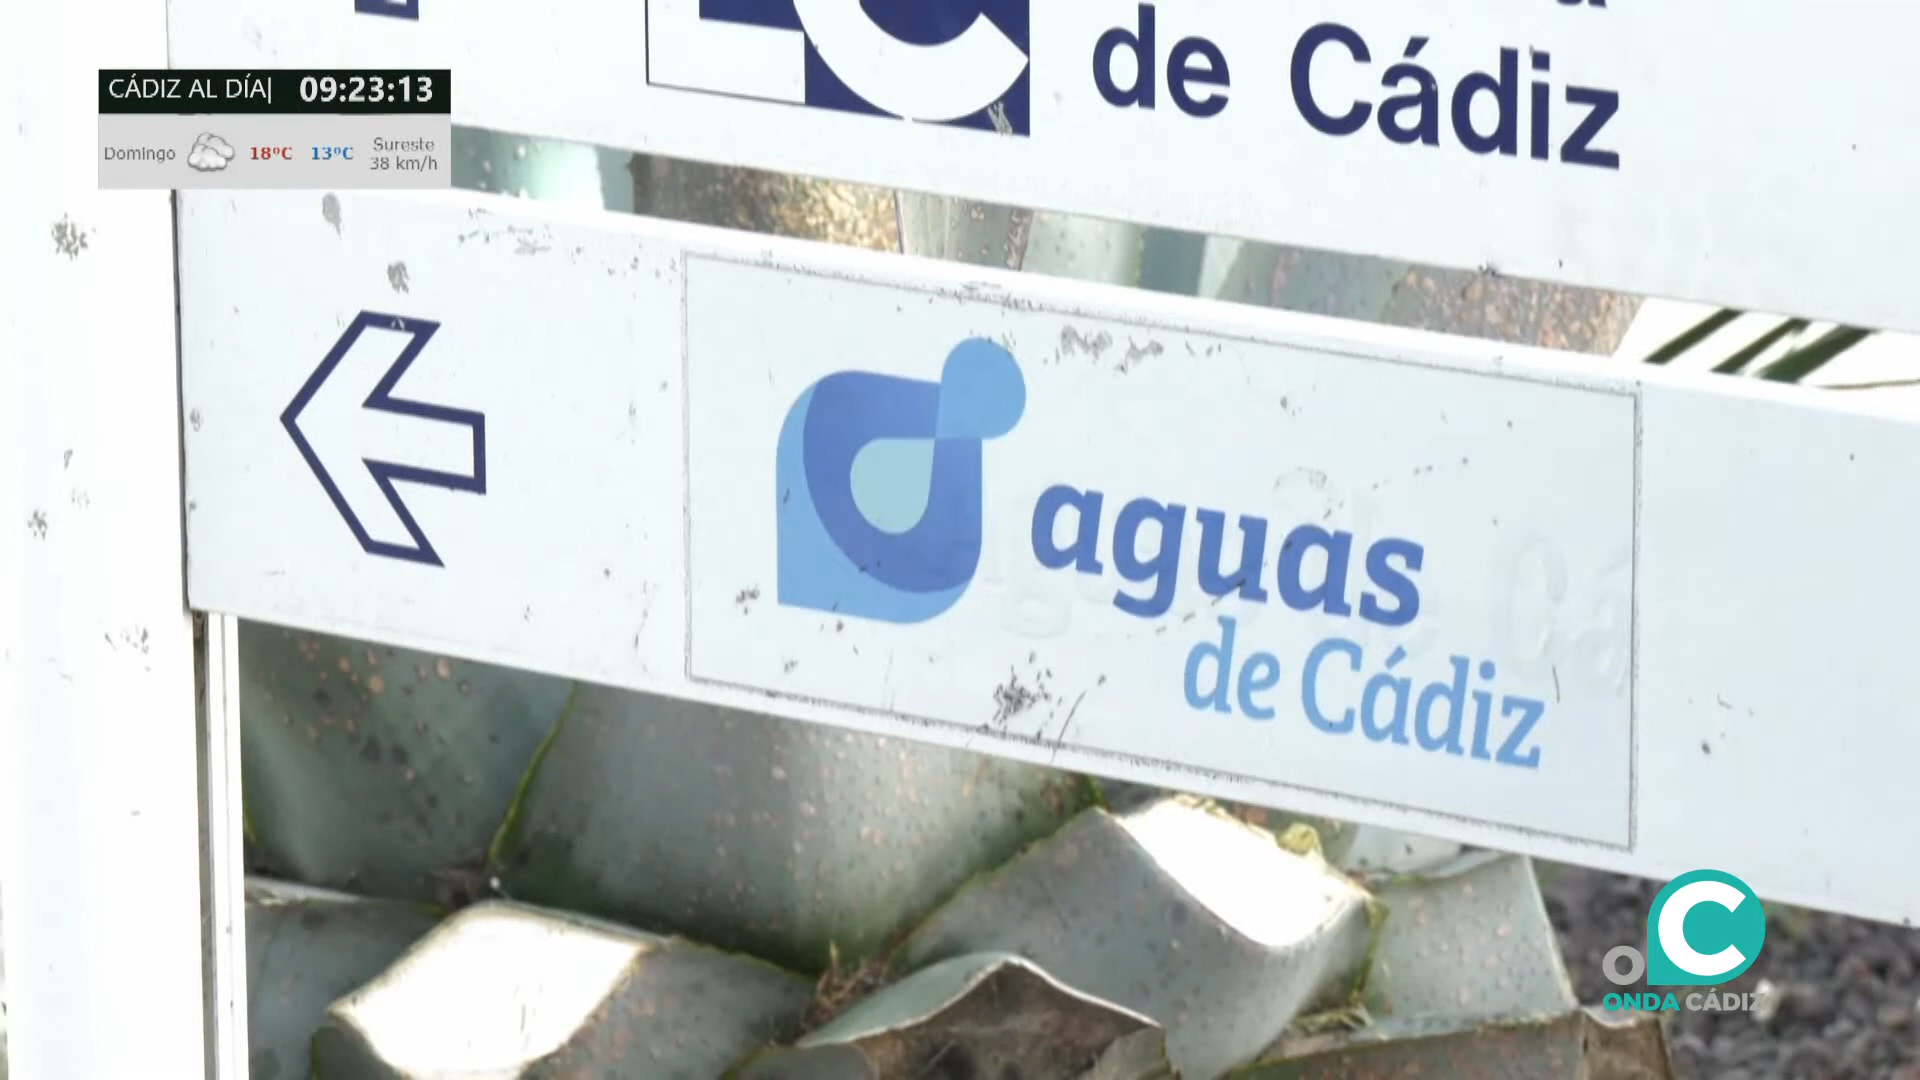 de Cádiz
CÁDIZ AL DÍA| 09:23:13
Domingo 18ºC 13ºC Sureste
38 km/h
aguas
de Cádiz
ONDA CÁDIZ